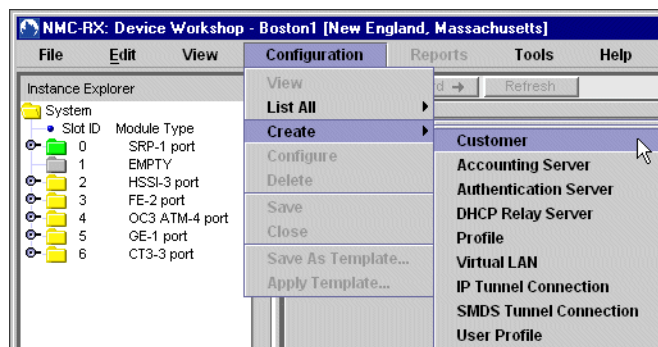 NMC-RX: Device Workshop - Boston1 [New England, Massachusetts]
File Edit View Configuration Reports Tools Help
Instance Explorer
Refresh
System
Slot ID Module Type
0 SRP-1 port
1 EMPTY
2 HSSI-3 port
3 FE-2 port
4 OC3 ATM-4 port
5 GE-1 port
6 CT3-3 port
View
List All
Create
Configure
Delete
Save
Close
Save As Template...
Apply Template...
Customer
Accounting Server
Authentication Server
DHCP Relay Server
Profile
Virtual LAN
IP Tunnel Connection
SMDS Tunnel Connection
User Profile